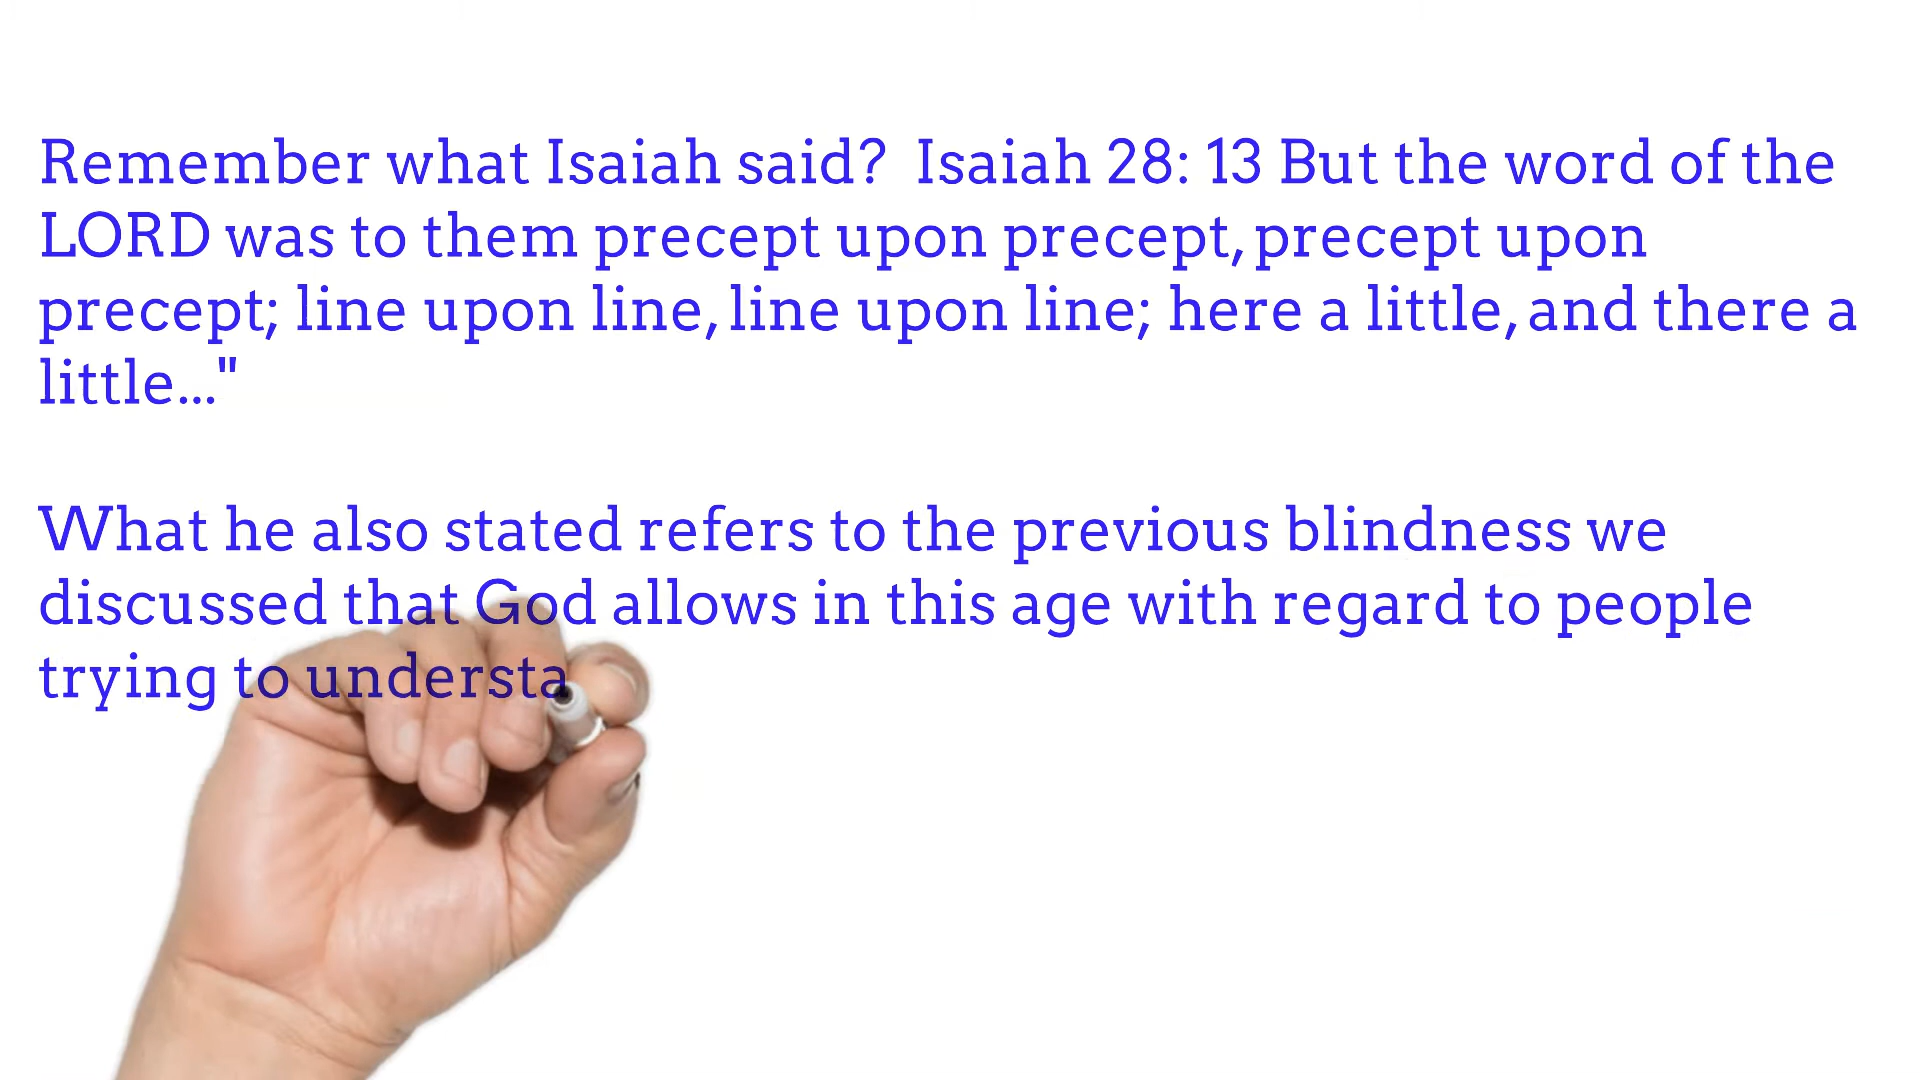 Remember what Isaiah said?  Isaiah 28: 13 But the word of the
LORD was to them precept upon precept, precept upon
precept; line upon line, line upon line; here a little, and there a
little..."
What he also stated refers to the previous blindness we
discussed that God allows in this age with regard to people
trying to understa